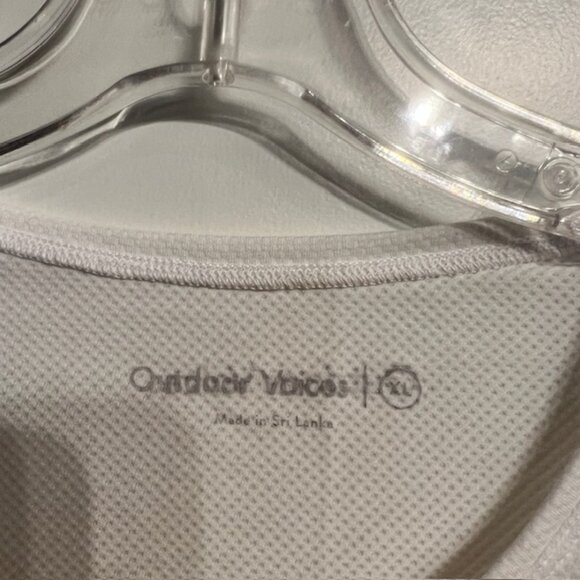 Outdoor Voices | XL
Made in Sri Lanka